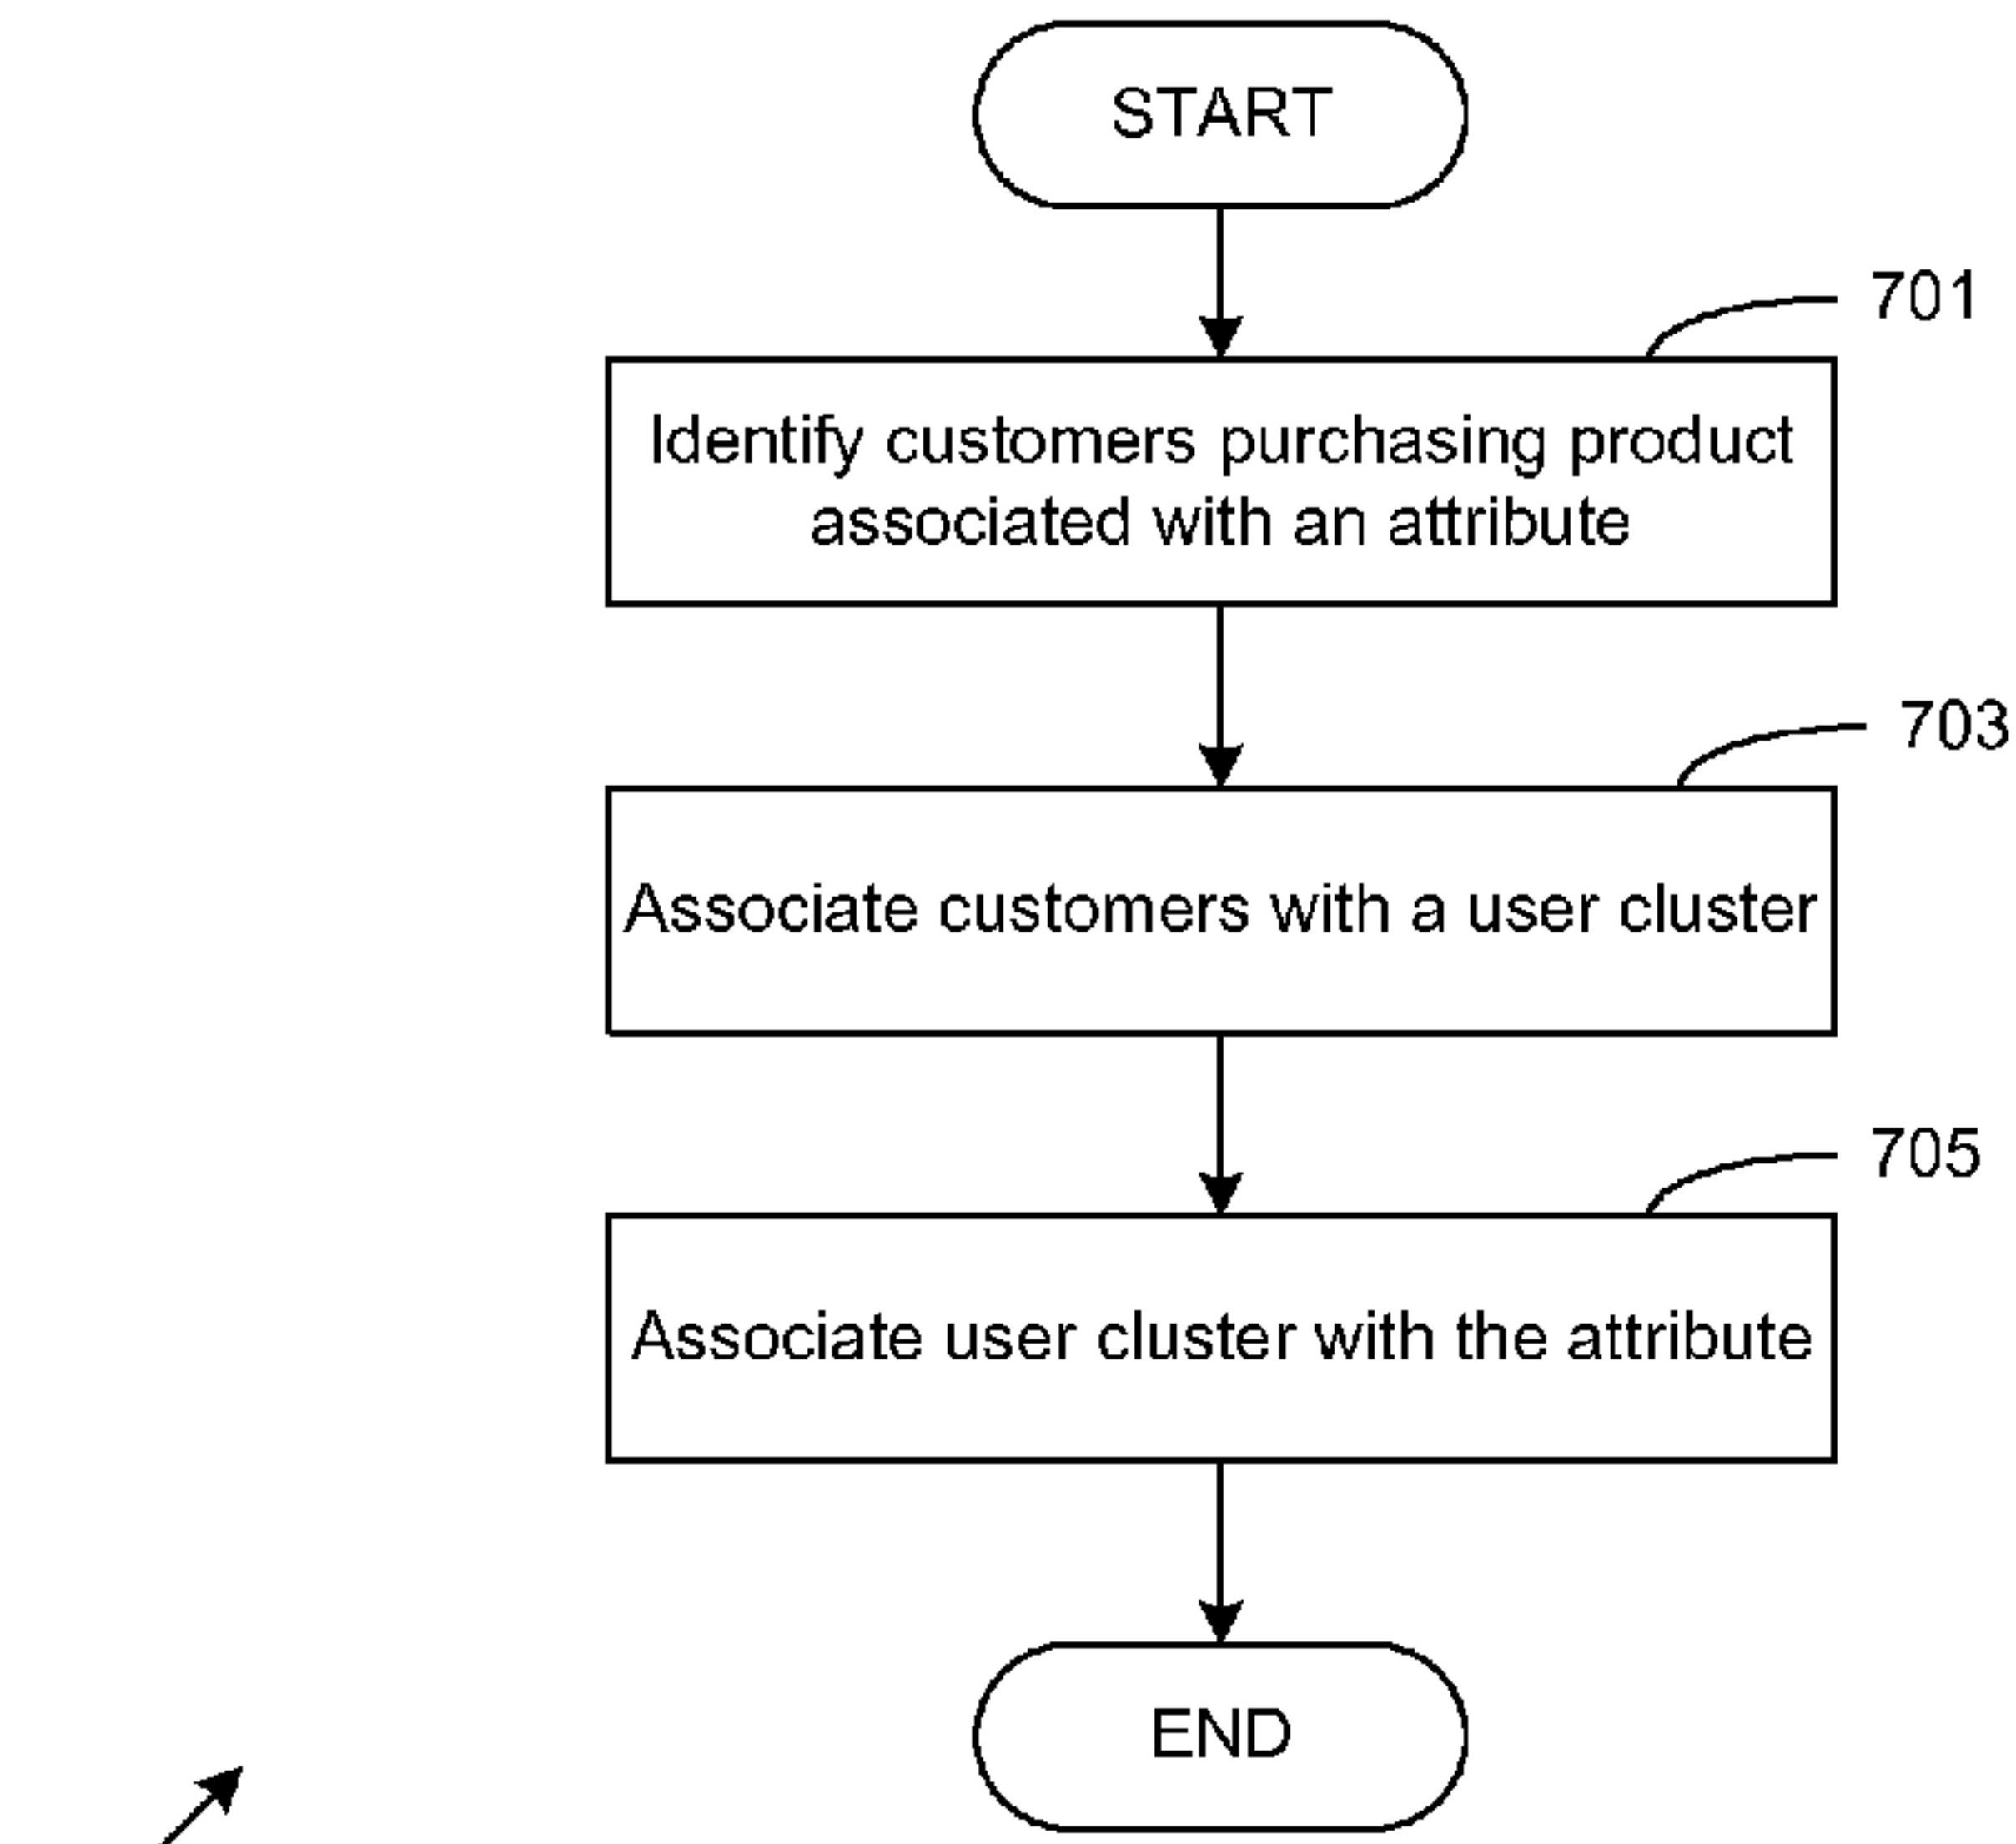 START
701
Identify customers purchasing product
associated with an attribute
703
Associate customers with a user cluster
705
Associate user cluster with the attribute
END